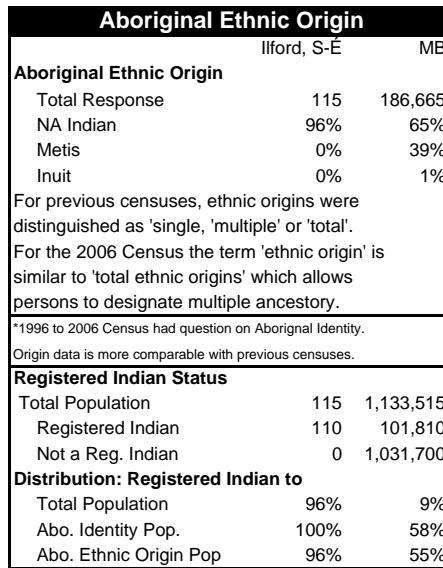 Aboriginal Ethnic Origin
Ilford, S-É MB
Aboriginal Ethnic Origin
Total Response 115 186,665
NA Indian 96% 65%
Metis 0% 39%
Inuit 0% 1%
For previous censuses, ethnic origins were
distinguished as 'single, 'multiple' or 'total'.
For the 2006 Census the term 'ethnic origin' is
similar to 'total ethnic origins' which allows
persons to designate multiple ancestory.
*1996 to 2006 Census had question on Aborignal Identity.
Origin data is more comparable with previous censuses.
Registered Indian Status
Total Population 115 1,133,515
Registered Indian 110 101,810
Not a Reg. Indian 0 1,031,700
Distribution: Registered Indian to
Total Population 96% 9%
Abo. Identity Pop. 100% 58%
Abo. Ethnic Origin Pop 96% 55%